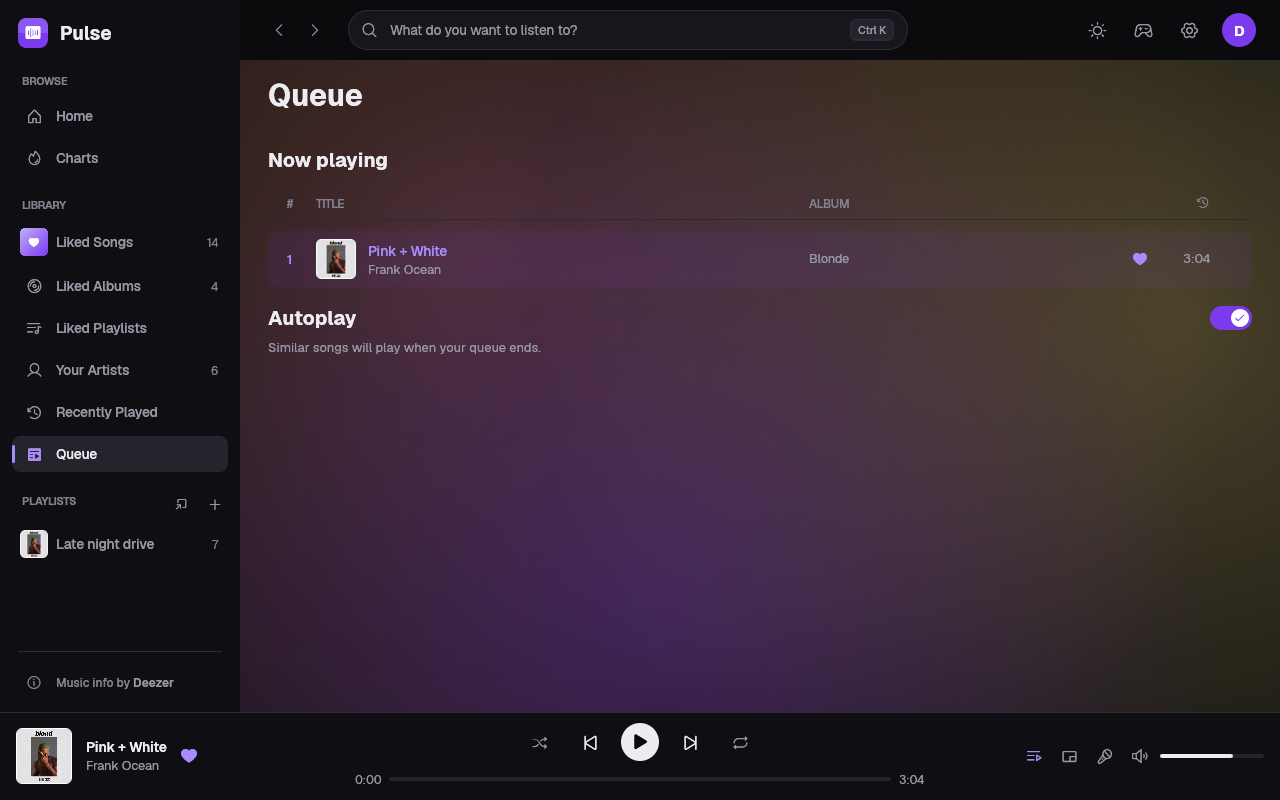 Pulse
What do you want to listen to?
Ctrl K
D
BROWSE
Home
Charts
LIBRARY
Liked Songs
14
Liked Albums
4
Liked Playlists
Your Artists
6
Recently Played
Queue
PLAYLISTS
Late night drive
7
Music info by Deezer
Queue
Now playing
# TITLE ALBUM
1
Pink + White
Frank Ocean
Blonde
3:04
Autoplay
Similar songs will play when your queue ends.
blond
Pink + White
Frank Ocean
0:00
3:04